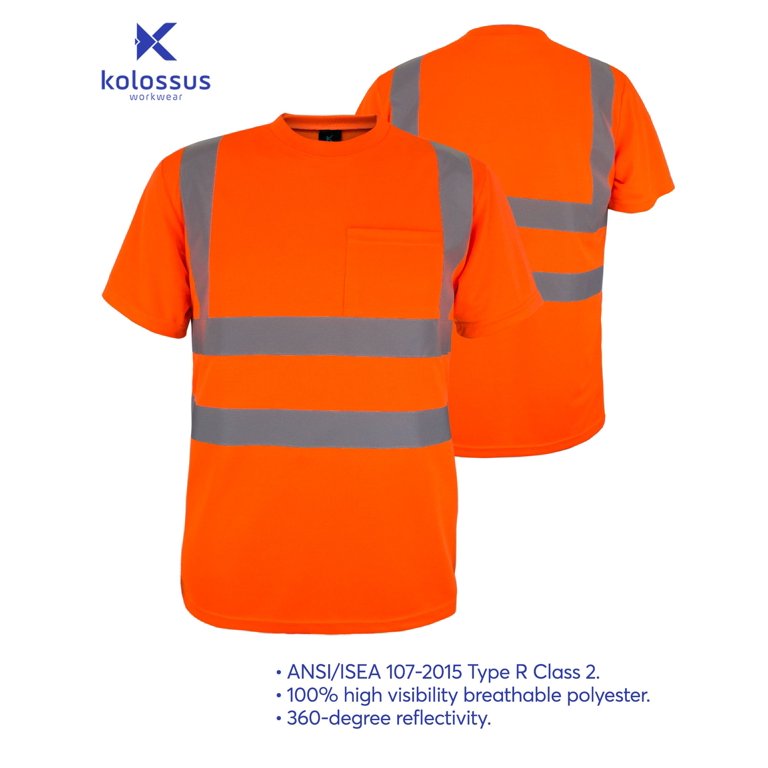 kolossus
workwear
• ANSI/ISEA 107-2015 Type R Class 2.
• 100% high visibility breathable polyester.
• 360-degree reflectivity.